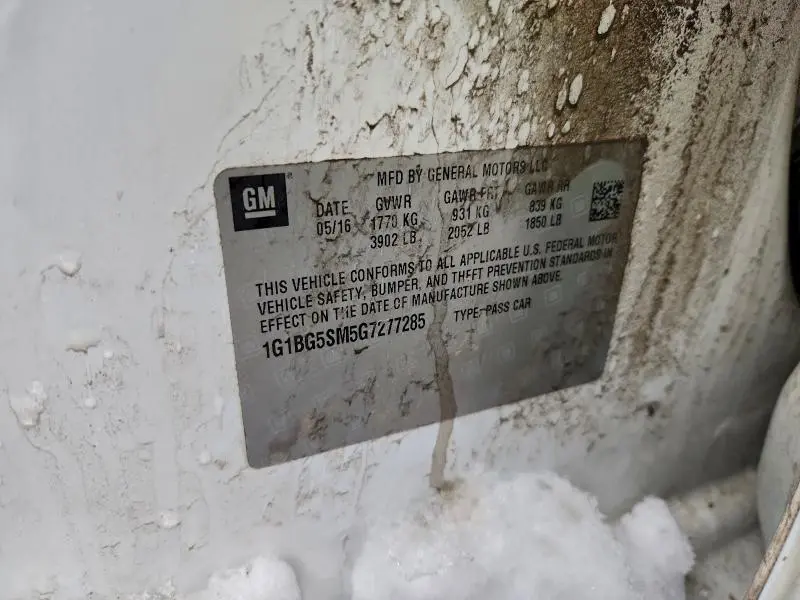 GM
MFD BY GENERAL MOTORS LLC
DATE GVWR GAWR FRT GAWR RR
05/16 1770 KG 931 KG 839 KG
3902 LB 2052 LB 1850 LB
THIS VEHICLE CONFORMS TO ALL APPLICABLE U.S. FEDERAL MOTOR
VEHICLE SAFETY, BUMPER, AND THEFT PREVENTION STANDARDS IN
EFFECT ON THE DATE OF MANUFACTURE SHOWN ABOVE.
1G1BG5SM5G7277285 TYPE: PASS CAR